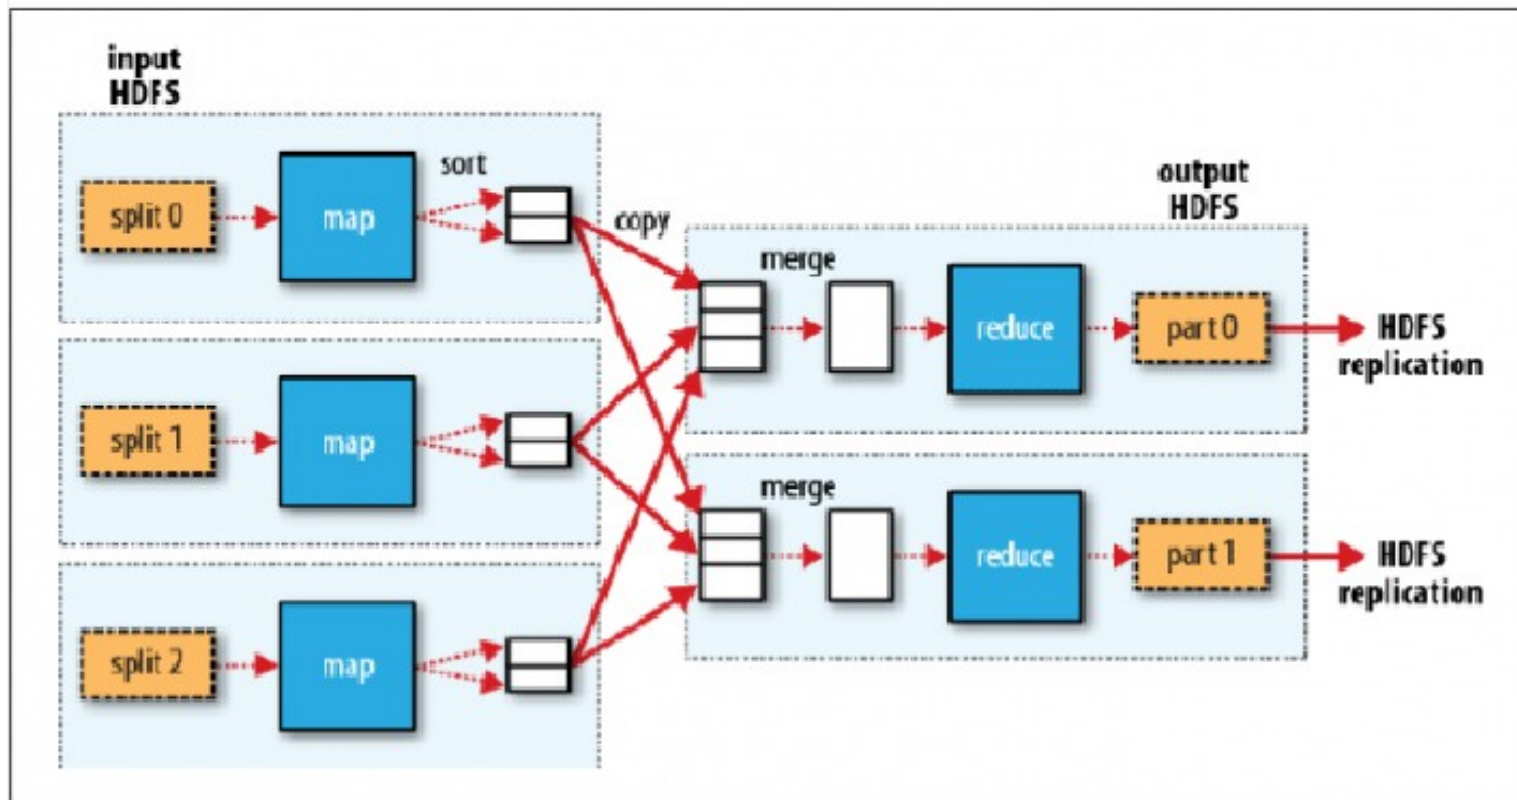 input
HDFS
split 0
map
sort
copy
split 1
map
split 2
map
output
HDFS
merge
reduce
part 0
HDFS
replication
merge
reduce
part 1
HDFS
replication